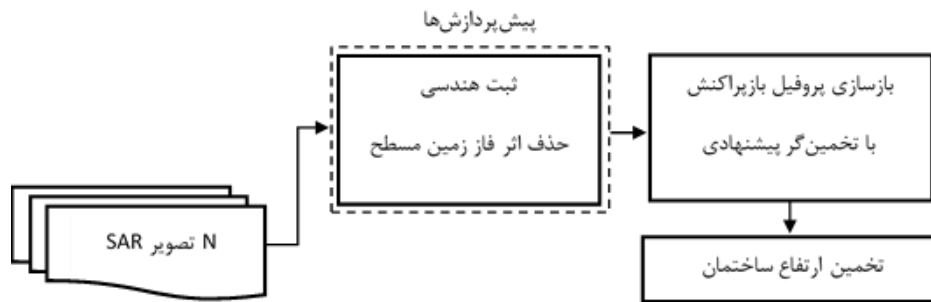 پیش‌پردازش‌ها
ثبت هندسی
حذف اثر فاز زمین مسطح
بازسازی پروفیل بازپراکنش
با تخمین‌گر پیشنهادی
N تصویر SAR
تخمین ارتفاع ساختمان